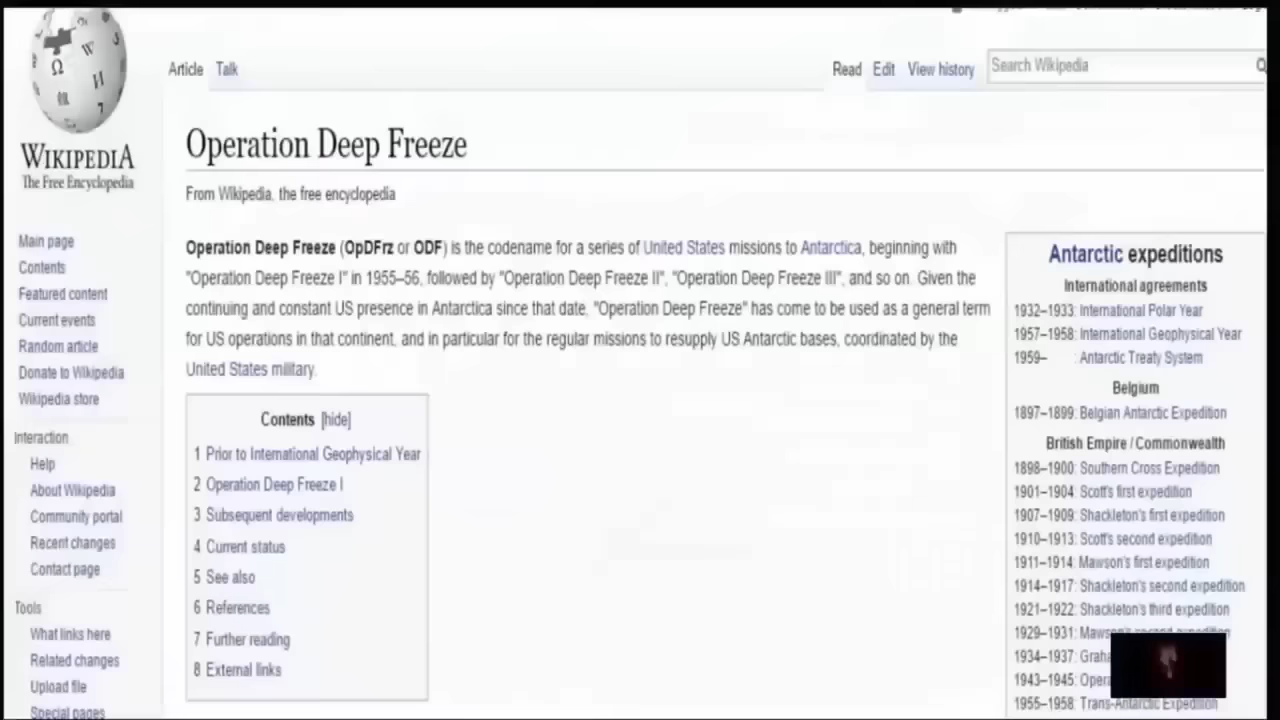 WIKIPEDIA
The Free Encyclopedia
Main page
Contents
Featured content
Current events
Random article
Donate to Wikipedia
Wikipedia store
Interaction
Help
About Wikipedia
Community portal
Recent changes
Contact page
Tools
What links here
Related changes
Upload file
Special pages
Article Talk
Read Edit View history
Search Wikipedia
Operation Deep Freeze
From Wikipedia, the free encyclopedia
Operation Deep Freeze (OpDFrz or ODF) is the codename for a series of United States missions to Antarctica, beginning with
"Operation Deep Freeze I" in 1955–56, followed by "Operation Deep Freeze II", "Operation Deep Freeze III", and so on. Given the
continuing and constant US presence in Antarctica since that date, "Operation Deep Freeze" has come to be used as a general term
for US operations in that continent, and in particular for the regular missions to resupply US Antarctic bases, coordinated by the
United States military.
Contents [hide]
1 Prior to International Geophysical Year
2 Operation Deep Freeze I
3 Subsequent developments
4 Current status
5 See also
6 References
7 Further reading
8 External links
Antarctic expeditions
International agreements
1932–1933: International Polar Year
1957–1958: International Geophysical Year
1959– : Antarctic Treaty System
Belgium
1897–1899: Belgian Antarctic Expedition
British Empire / Commonwealth
1898–1900: Southern Cross Expedition
1901–1904: Scott's first expedition
1907–1909: Shackleton's first expedition
1910–1913: Scott's second expedition
1911–1914: Mawson's first expedition
1914–1917: Shackleton's second expedition
1921–1922: Shackleton's third expedition
1929–1931: Mawson's second expedition
1934–1937: Graha
1943–1945: Opera
1955–1958: Trans-Antarctic Expedition